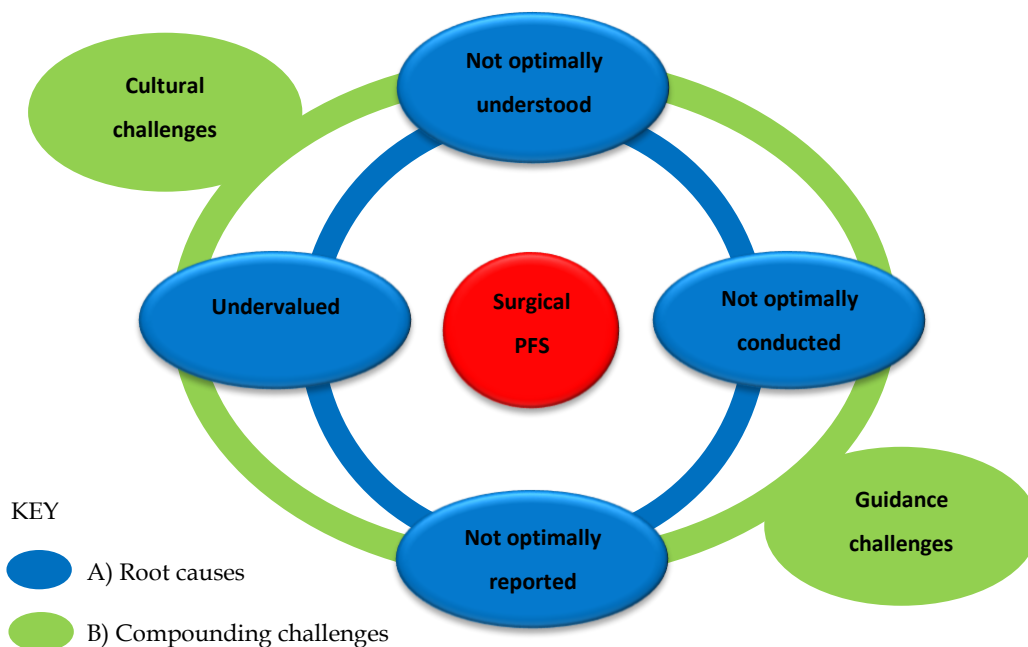 Not optimally
understood
Cultural
challenges
Undervalued
Surgical
PFS
Not optimally
conducted
Not optimally
reported
Guidance
challenges
KEY
A) Root causes
B) Compounding challenges